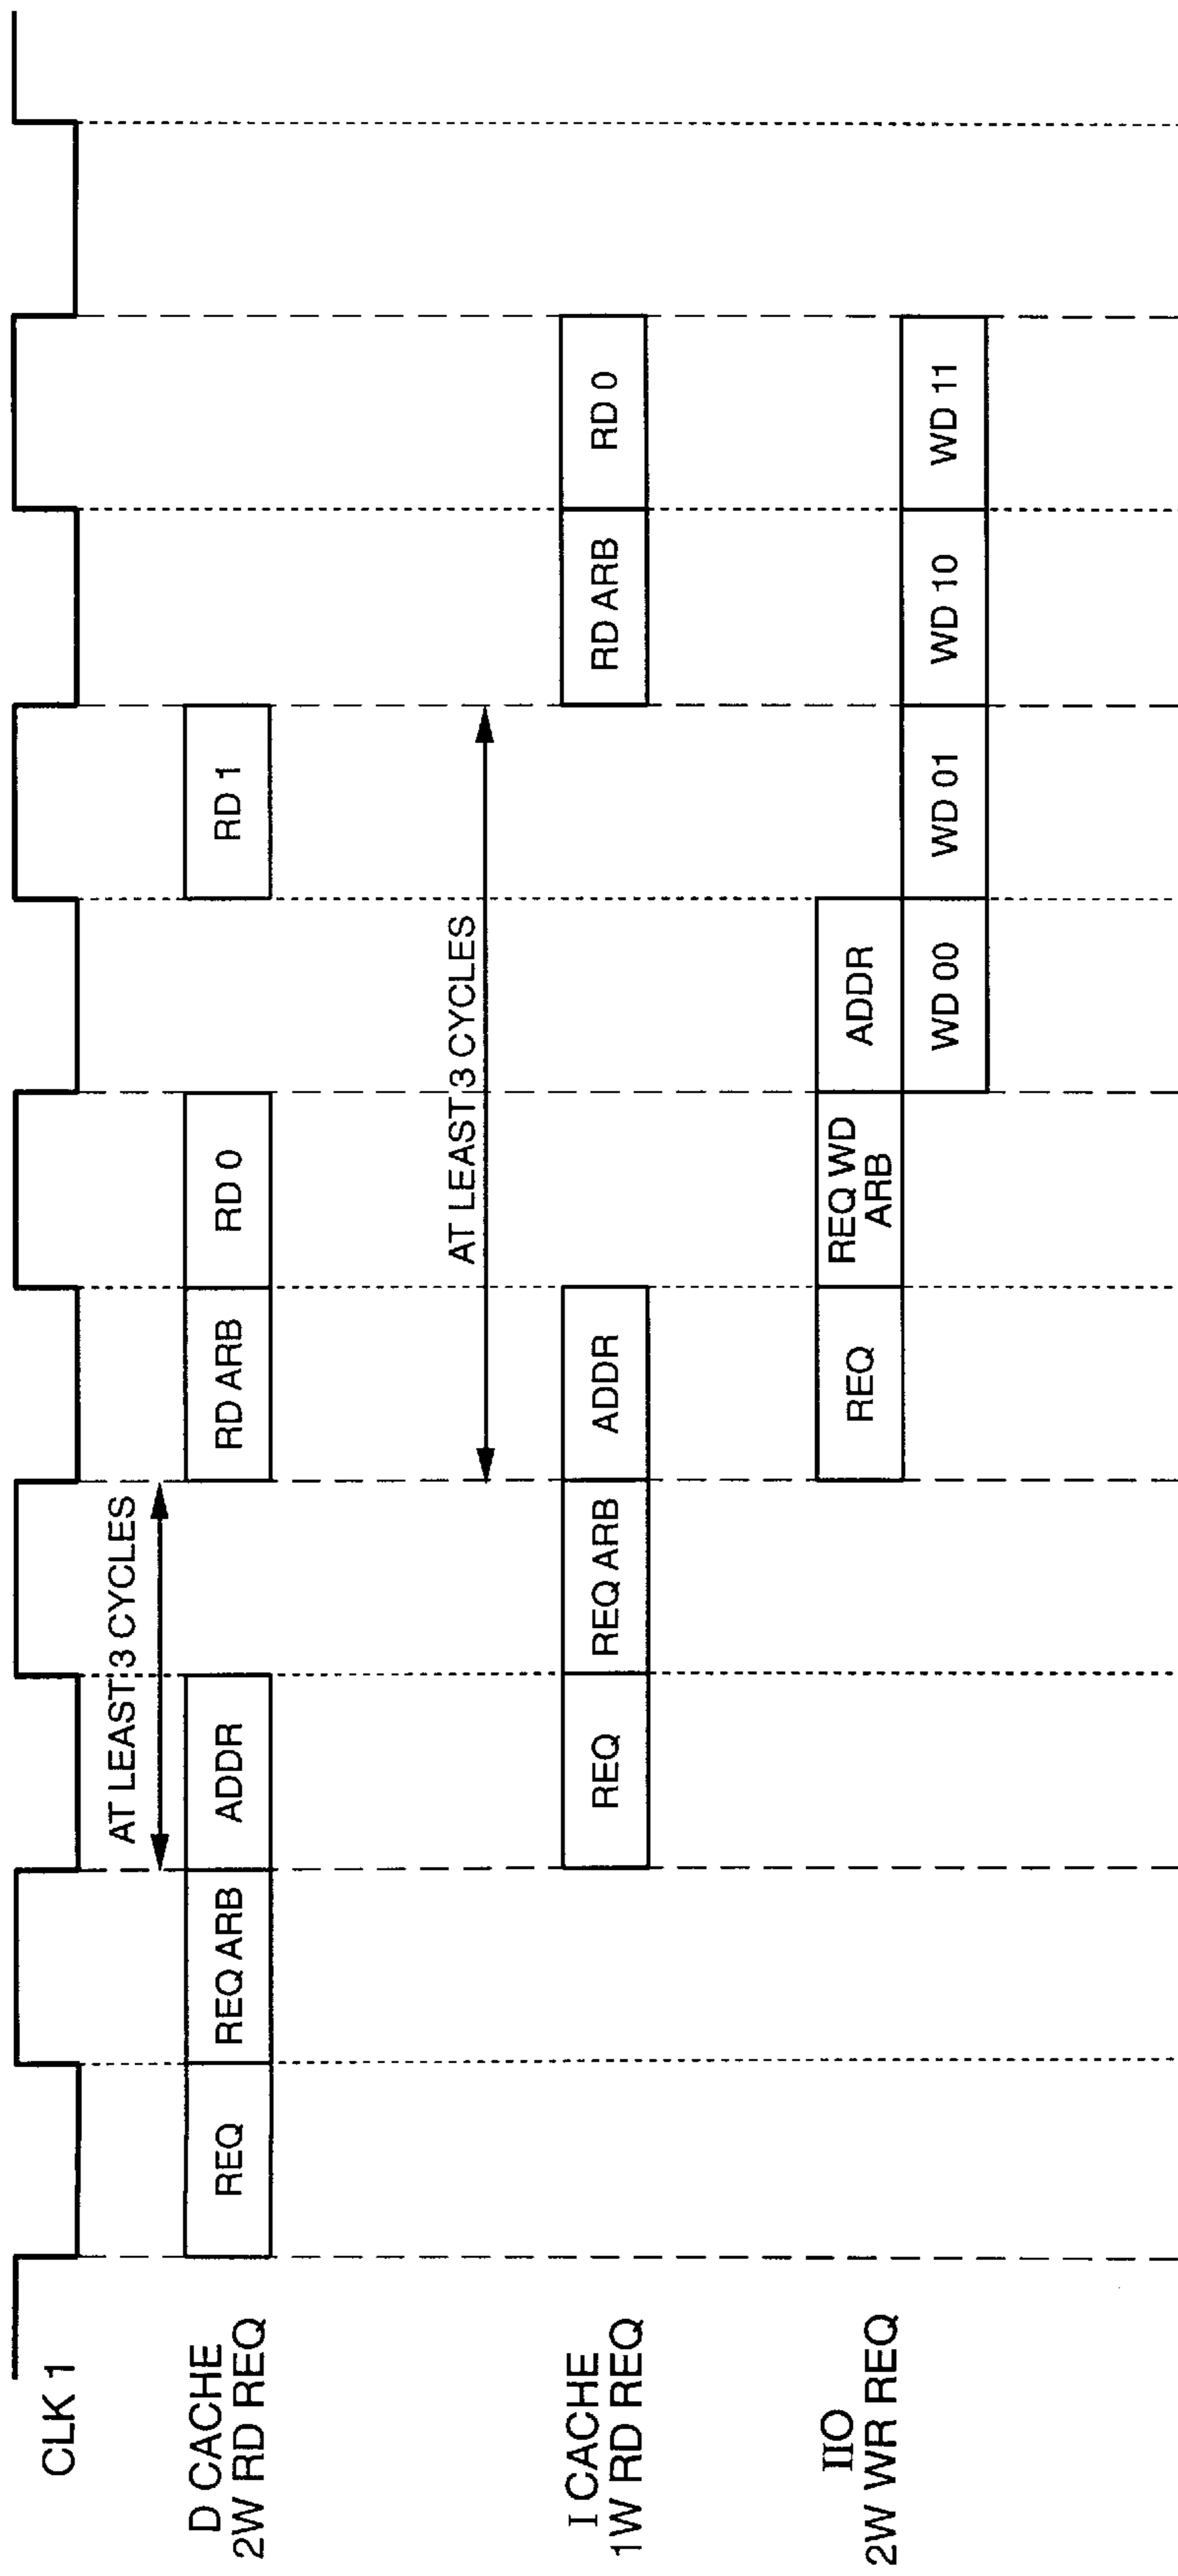 CLK 1
D CACHE
2W RD REQ
REQ
REQ ARB
ADDR
AT LEAST 3 CYCLES
RD ARB
RD 0
RD 1
I CACHE
1W RD REQ
REQ
REQ ARB
ADDR
AT LEAST 3 CYCLES
RD ARB
RD 0
IIO
2W WR REQ
REQ
REQ WD
ARB
ADDR
WD 00
WD 01
WD 10
WD 11